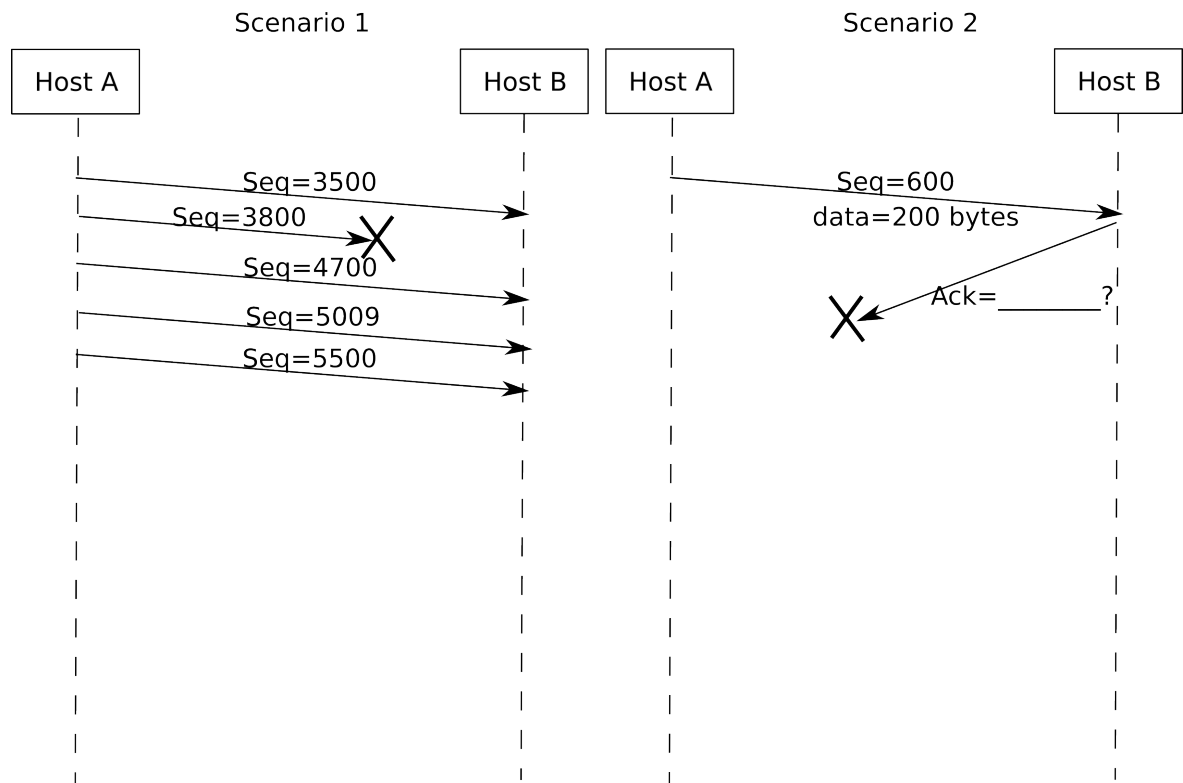 Scenario 1
Host A
Host B
Seq=3500
Seq=3800
Seq=4700
Seq=5009
Seq=5500
Scenario 2
Host A
Host B
Seq=600
data=200 bytes
Ack=________?